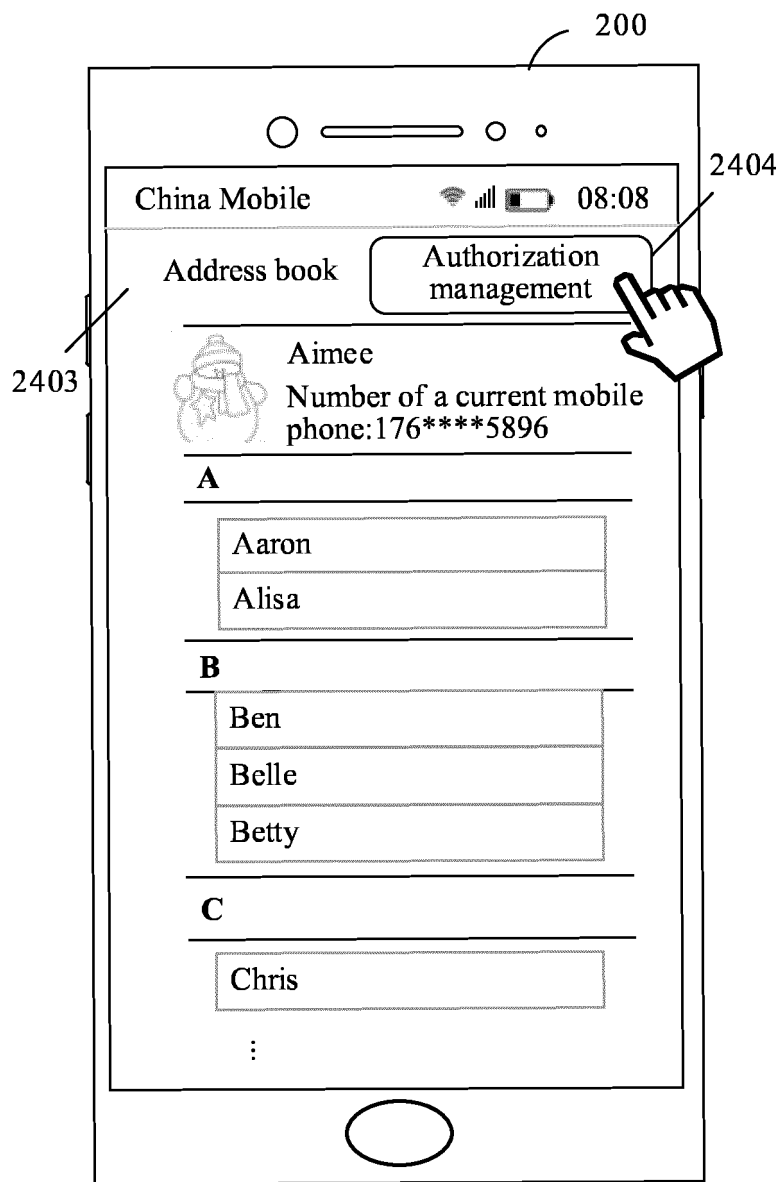 200
2404
China Mobile 08:08
Address book
Authorization
management
2403
Aimee
Number of a current mobile
phone:176****5896
A
Aaron
Alisa
B
Ben
Belle
Betty
C
Chris
⋮